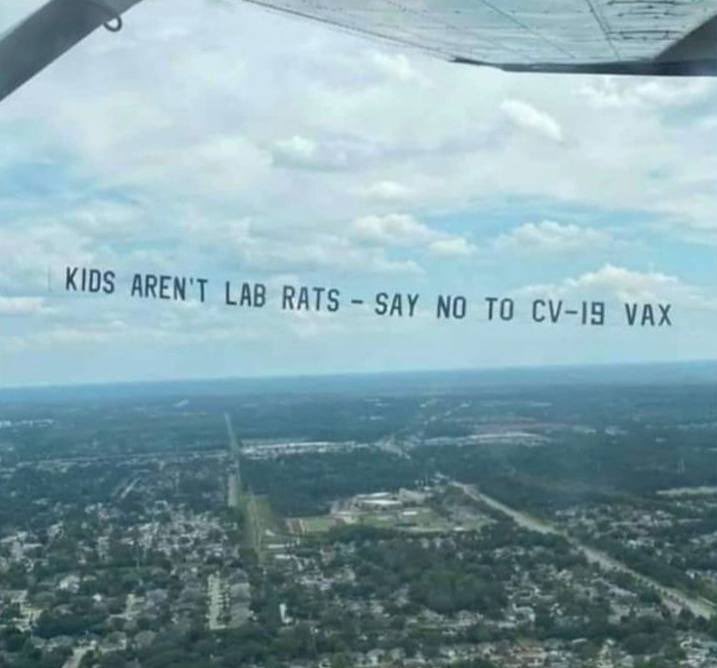 KIDS AREN'T LAB RATS - SAY NO TO CV-19 VAX